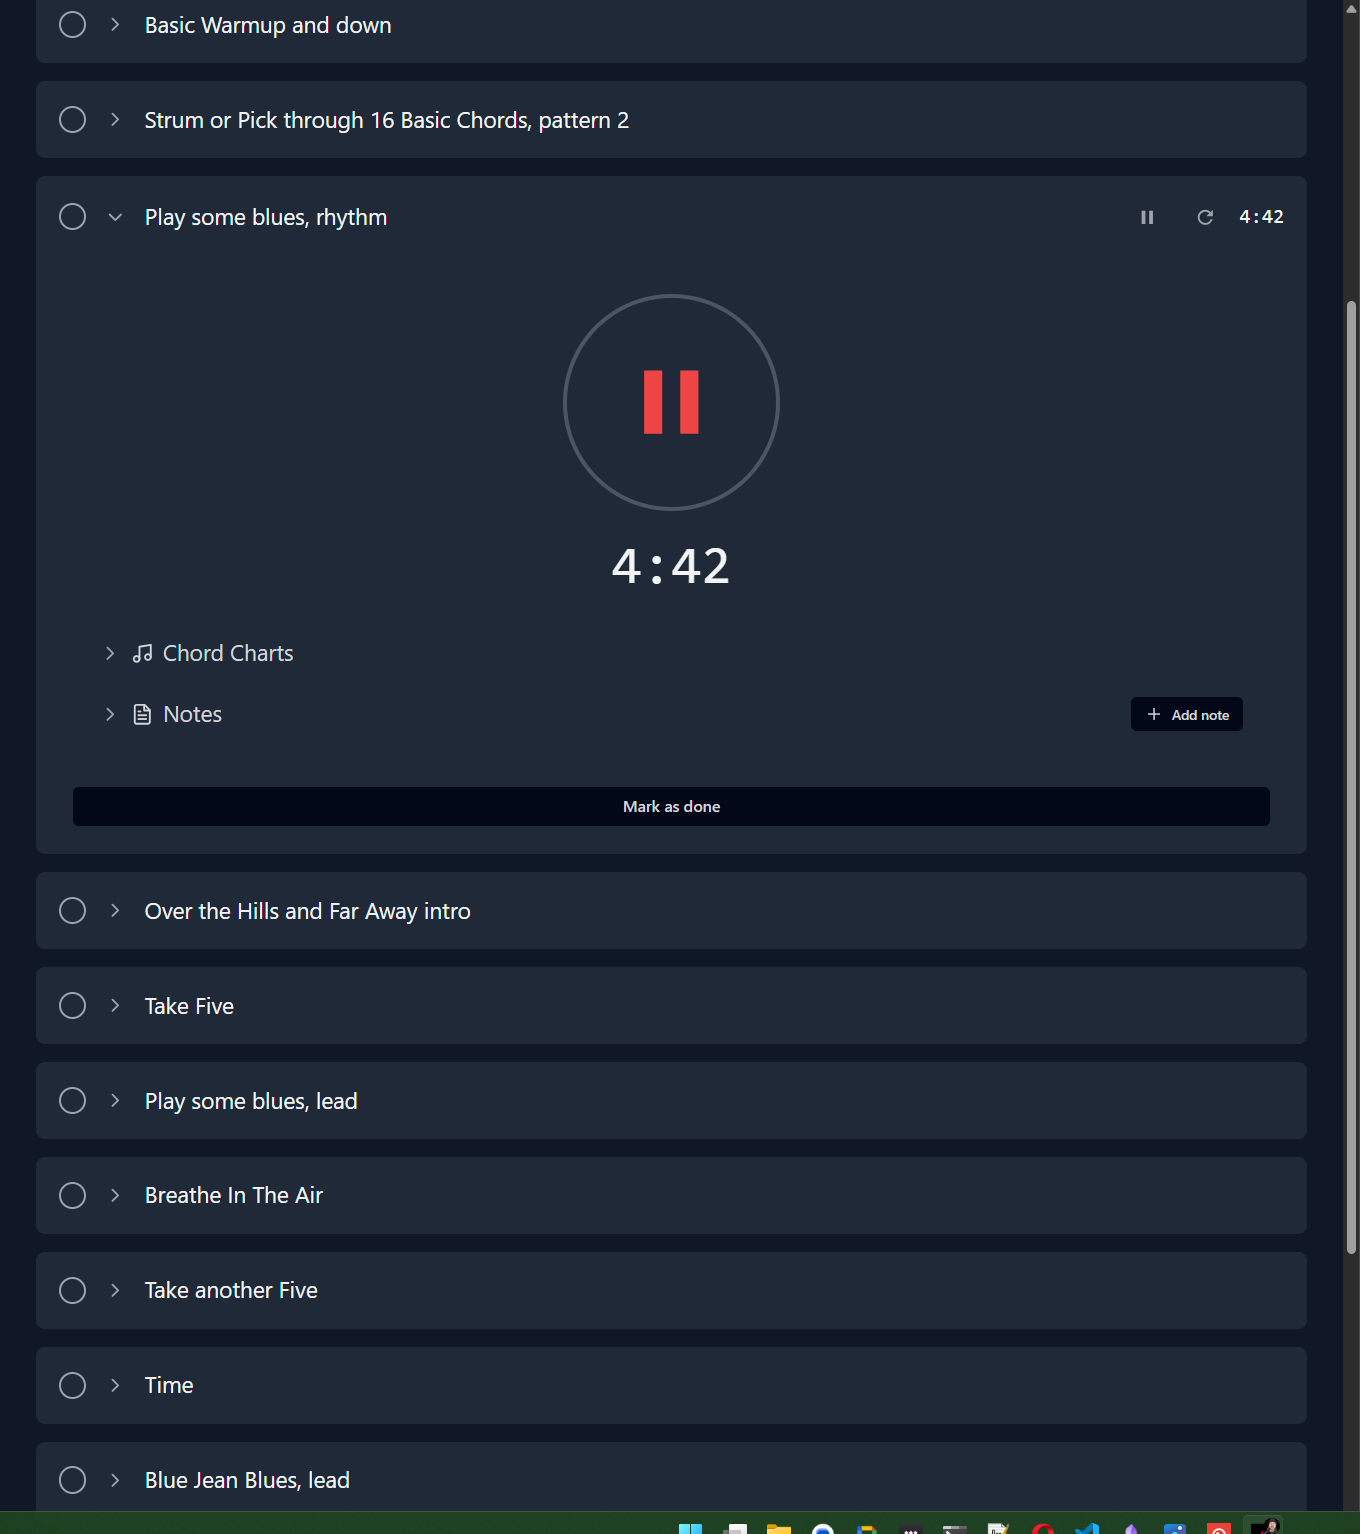 Basic Warmup and down
Strum or Pick through 16 Basic Chords, pattern 2
Play some blues, rhythm
4:42
4:42
Chord Charts
Notes
Add note
Mark as done
Over the Hills and Far Away intro
Take Five
Play some blues, lead
Breathe In The Air
Take another Five
Time
Blue Jean Blues, lead